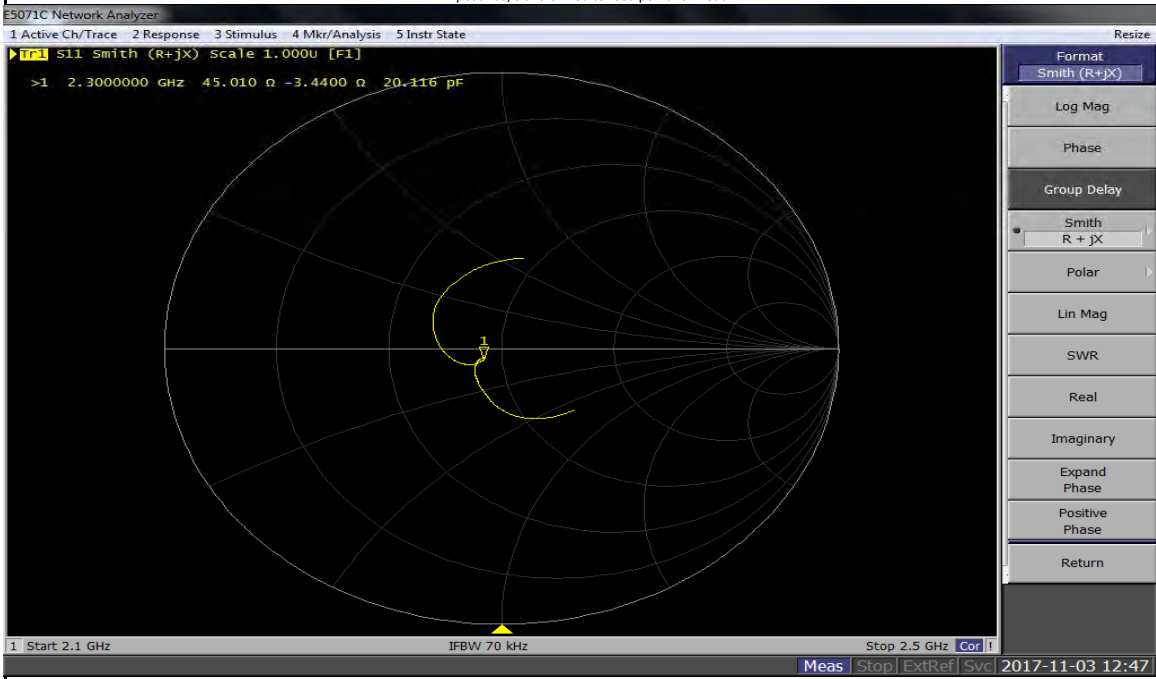 E5071C Network Analyzer
1 Active Ch/Trace 2 Response 3 Stimulus 4 Mkr/Analysis 5 Instr State Resize
Tr1 S11 Smith (R+jX) Scale 1.000U [F1]
>1 2.3000000 GHz 45.010 Ω -3.4400 Ω 20.116 pF
1
Format
Smith (R+jX)
Log Mag
Phase
Group Delay
Smith
R + jX
Polar
Lin Mag
SWR
Real
Imaginary
Expand
Phase
Positive
Phase
Return
1 Start 2.1 GHz IFBW 70 kHz Stop 2.5 GHz Cor !
Meas Stop ExtRef Svc 2017-11-03 12:47